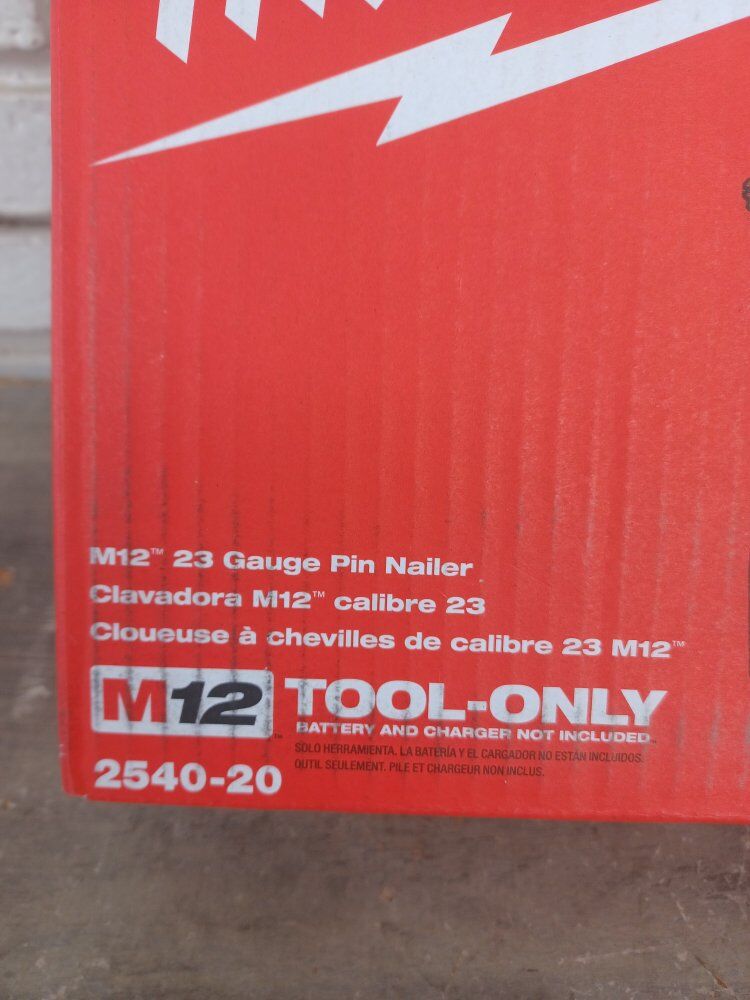 M12™ 23 Gauge Pin Nailer
Clavadora M12™ calibre 23
Cloueuse à chevilles de calibre 23 M12™
M12™ TOOL-ONLY
BATTERY AND CHARGER NOT INCLUDED.
SOLO HERRAMIENTA. LA BATERÍA Y EL CARGADOR NO ESTÁN INCLUIDOS.
OUTIL SEULEMENT. PILE ET CHARGEUR NON INCLUS.
2540-20